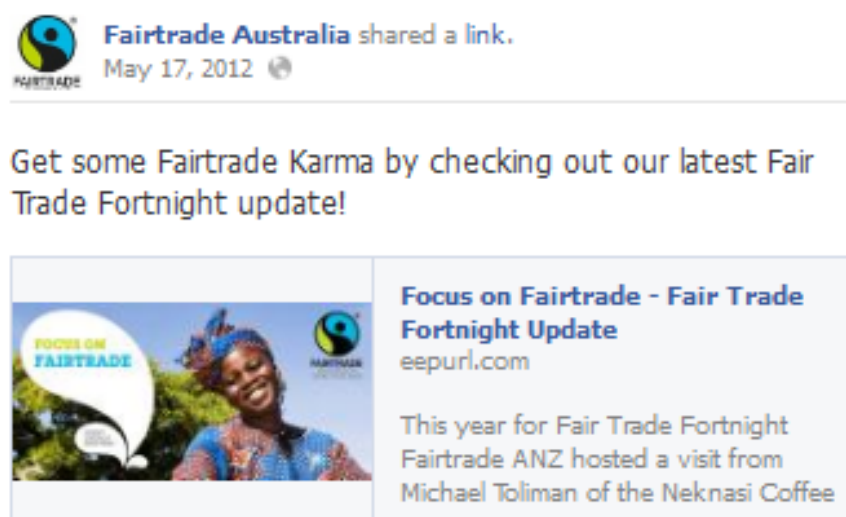 Fairtrade Australia shared a link.
FAIRTRADE
May 17, 2012
Get some Fairtrade Karma by checking out our latest Fair
Trade Fortnight update!
FOCUS ON
FAIRTRADE
FAIRTRADE
Focus on Fairtrade - Fair Trade
Fortnight Update
eepurl.com
This year for Fair Trade Fortnight
Fairtrade ANZ hosted a visit from
Michael Toliman of the Neknasi Coffee